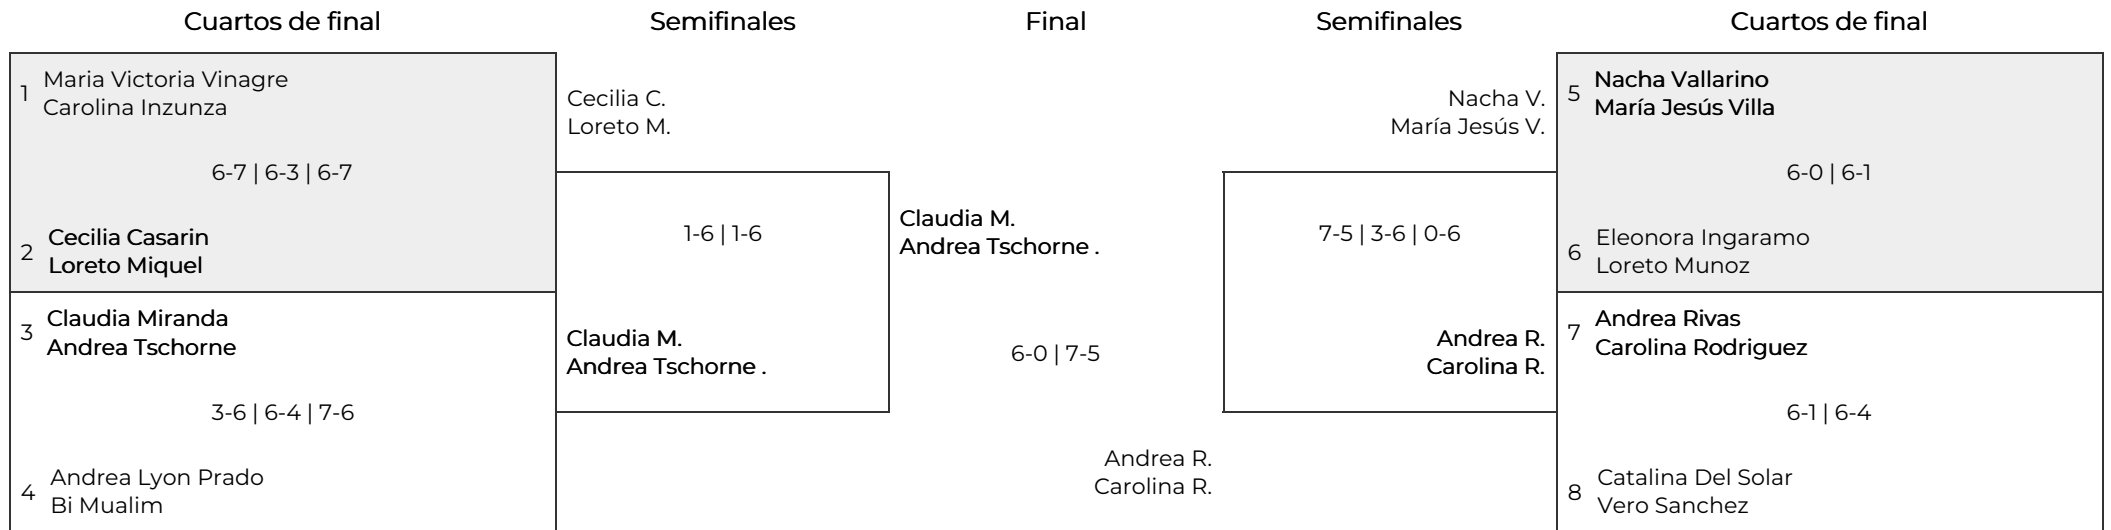 Cuartos de final
Semifinales
Final
Semifinales
Cuartos de final
1
Maria Victoria Vinagre
Carolina Inzunza
6-7 | 6-3 | 6-7
2
Cecilia Casarin
Loreto Miquel
3
Claudia Miranda
Andrea Tschorne
3-6 | 6-4 | 7-6
4
Andrea Lyon Prado
Bi Mualim
Cecilia C.
Loreto M.
1-6 | 1-6
Claudia M.
Andrea Tschorne .
Claudia M.
Andrea Tschorne .
6-0 | 7-5
Andrea R.
Carolina R.
Nacha V.
María Jesús V.
7-5 | 3-6 | 0-6
Andrea R.
Carolina R.
5
Nacha Vallarino
María Jesús Villa
6-0 | 6-1
6
Eleonora Ingaramo
Loreto Munoz
7
Andrea Rivas
Carolina Rodriguez
6-1 | 6-4
8
Catalina Del Solar
Vero Sanchez